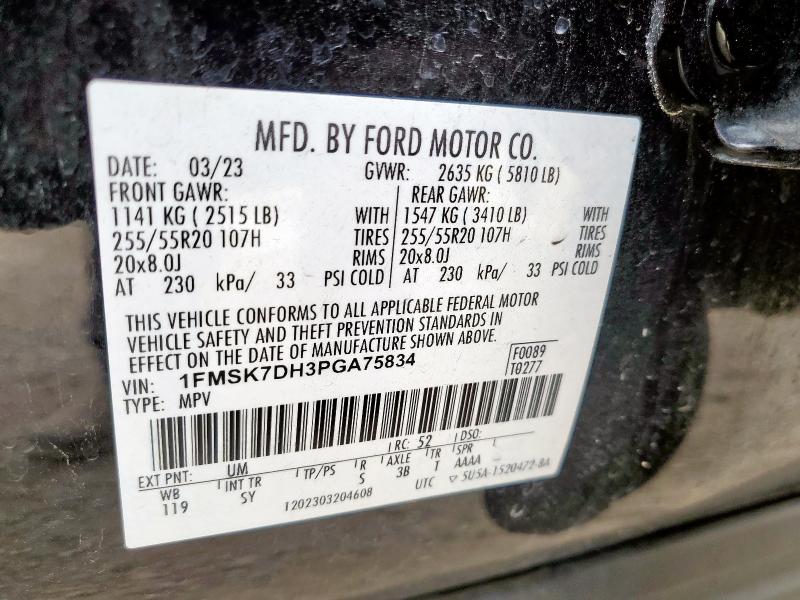 MFD. BY FORD MOTOR CO.
DATE: 03/23 GVWR: 2635 KG ( 5810 LB)
FRONT GAWR: REAR GAWR:
1141 KG ( 2515 LB) WITH 1547 KG ( 3410 LB) WITH
255/55R20 107H TIRES 255/55R20 107H TIRES
20x8.0J RIMS 20x8.0J RIMS
AT 230 kPa/ 33 PSI COLD AT 230 kPa/ 33 PSI COLD
THIS VEHICLE CONFORMS TO ALL APPLICABLE FEDERAL MOTOR
VEHICLE SAFETY AND THEFT PREVENTION STANDARDS IN
EFFECT ON THE DATE OF MANUFACTURE SHOWN ABOVE.
VIN: 1FMSK7DH3PGA75834 F0089
TYPE: MPV T0277
EXT PNT: UM RC: 52 DSO:
WB INT TR TP/PS R AXLE TR SPR
119 SY S 3B T AAAA
1202303204608 UTC ▽ 5U5A-1520472-BA